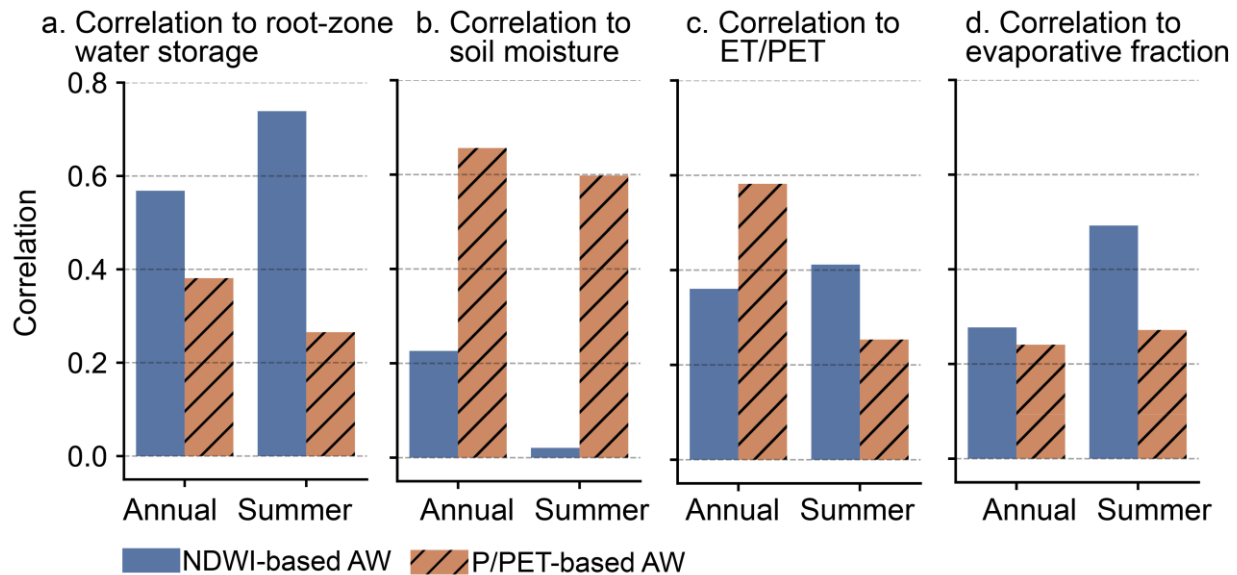 a. Correlation to root-zone
water storage
b. Correlation to
soil moisture
c. Correlation to
ET/PET
d. Correlation to
evaporative fraction
Correlation
0.8
0.6
0.4
0.2
0.0
Annual Summer
Annual Summer
Annual Summer
Annual Summer
NDWI-based AW
P/PET-based AW